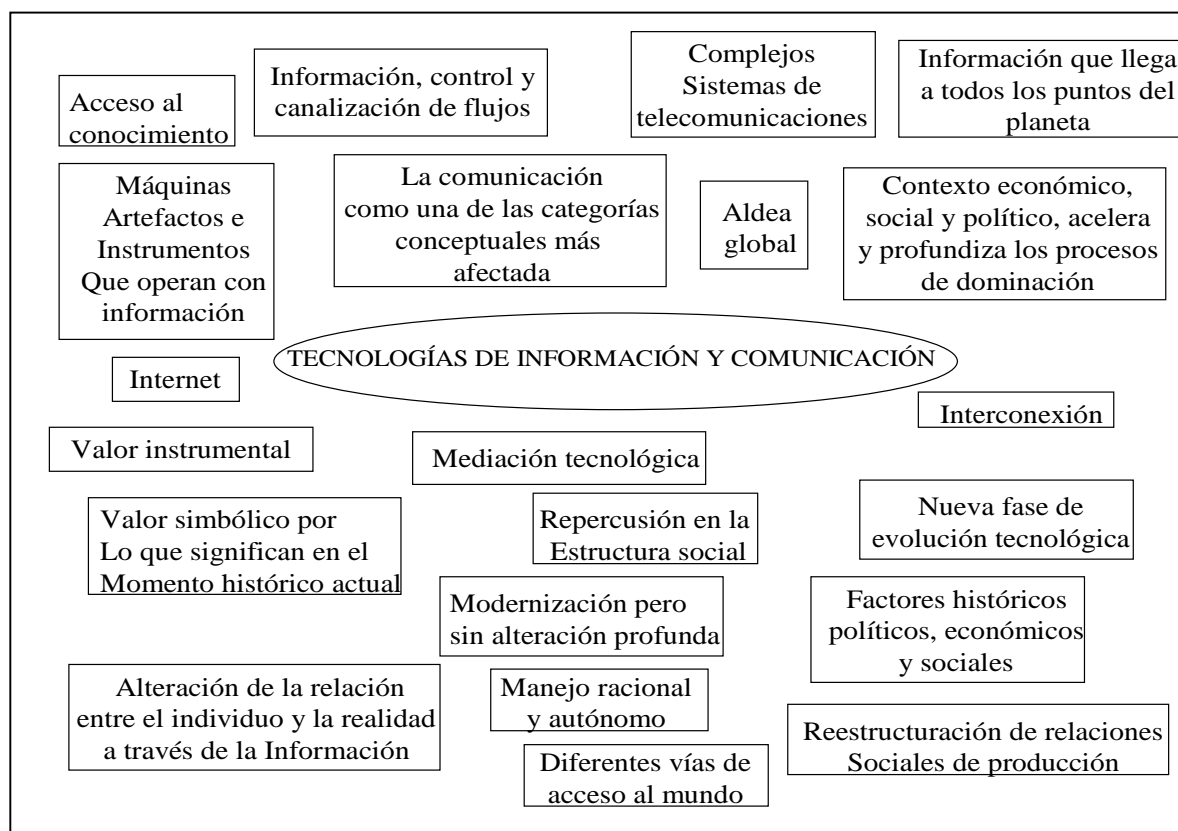 Acceso al
conocimiento
Información, control y
canalización de flujos
Complejos
Sistemas de
telecomunicaciones
Información que llega
a todos los puntos del
planeta
Máquinas
Artefactos e
Instrumentos
Que operan con
información
La comunicación
como una de las categorías
conceptuales más
afectada
Aldea
global
Contexto económico,
social y político, acelera
y profundiza los procesos
de dominación
TECNOLOGÍAS DE INFORMACIÓN Y COMUNICACIÓN
Internet
Interconexión
Valor instrumental
Mediación tecnológica
Valor simbólico por
Lo que significan en el
Momento histórico actual
Repercusión en la
Estructura social
Nueva fase de
evolución tecnológica
Modernización pero
sin alteración profunda
Factores históricos
políticos, económicos
y sociales
Alteración de la relación
entre el individuo y la realidad
a través de la Información
Manejo racional
y autónomo
Reestructuración de relaciones
Sociales de producción
Diferentes vías de
acceso al mundo